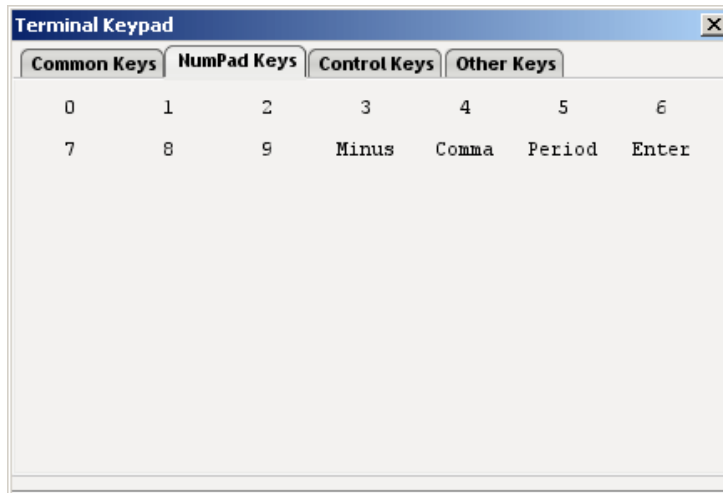 Terminal Keypad
Common Keys NumPad Keys Control Keys Other Keys
0 1 2 3 4 5 6
7 8 9 Minus Comma Period Enter